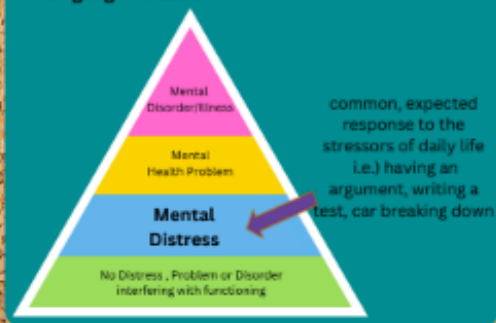 Mental
Disorder/Illness
Mental
Health Problem
Mental
Distress
No Distress , Problem or Disorder
interfering with functioning
common, expected
response to the
stressors of daily life
i.e.) having an
argument, writing a
test, car breaking down